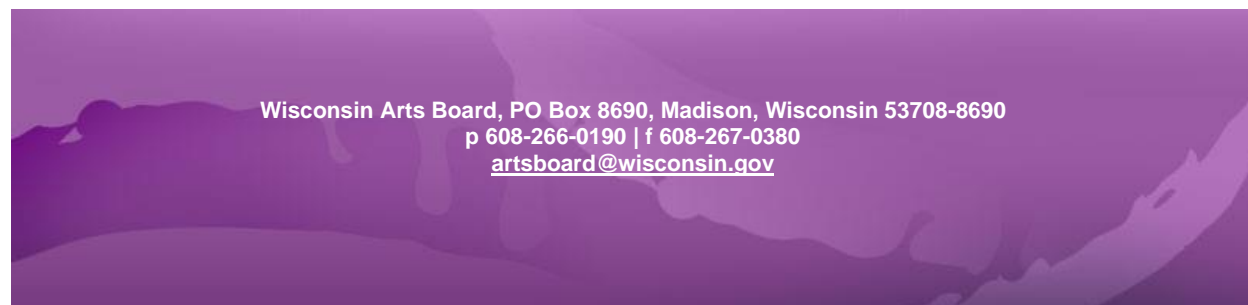 Wisconsin Arts Board, PO Box 8690, Madison, Wisconsin 53708-8690
p 608-266-0190 | f 608-267-0380
artsboard@wisconsin.gov